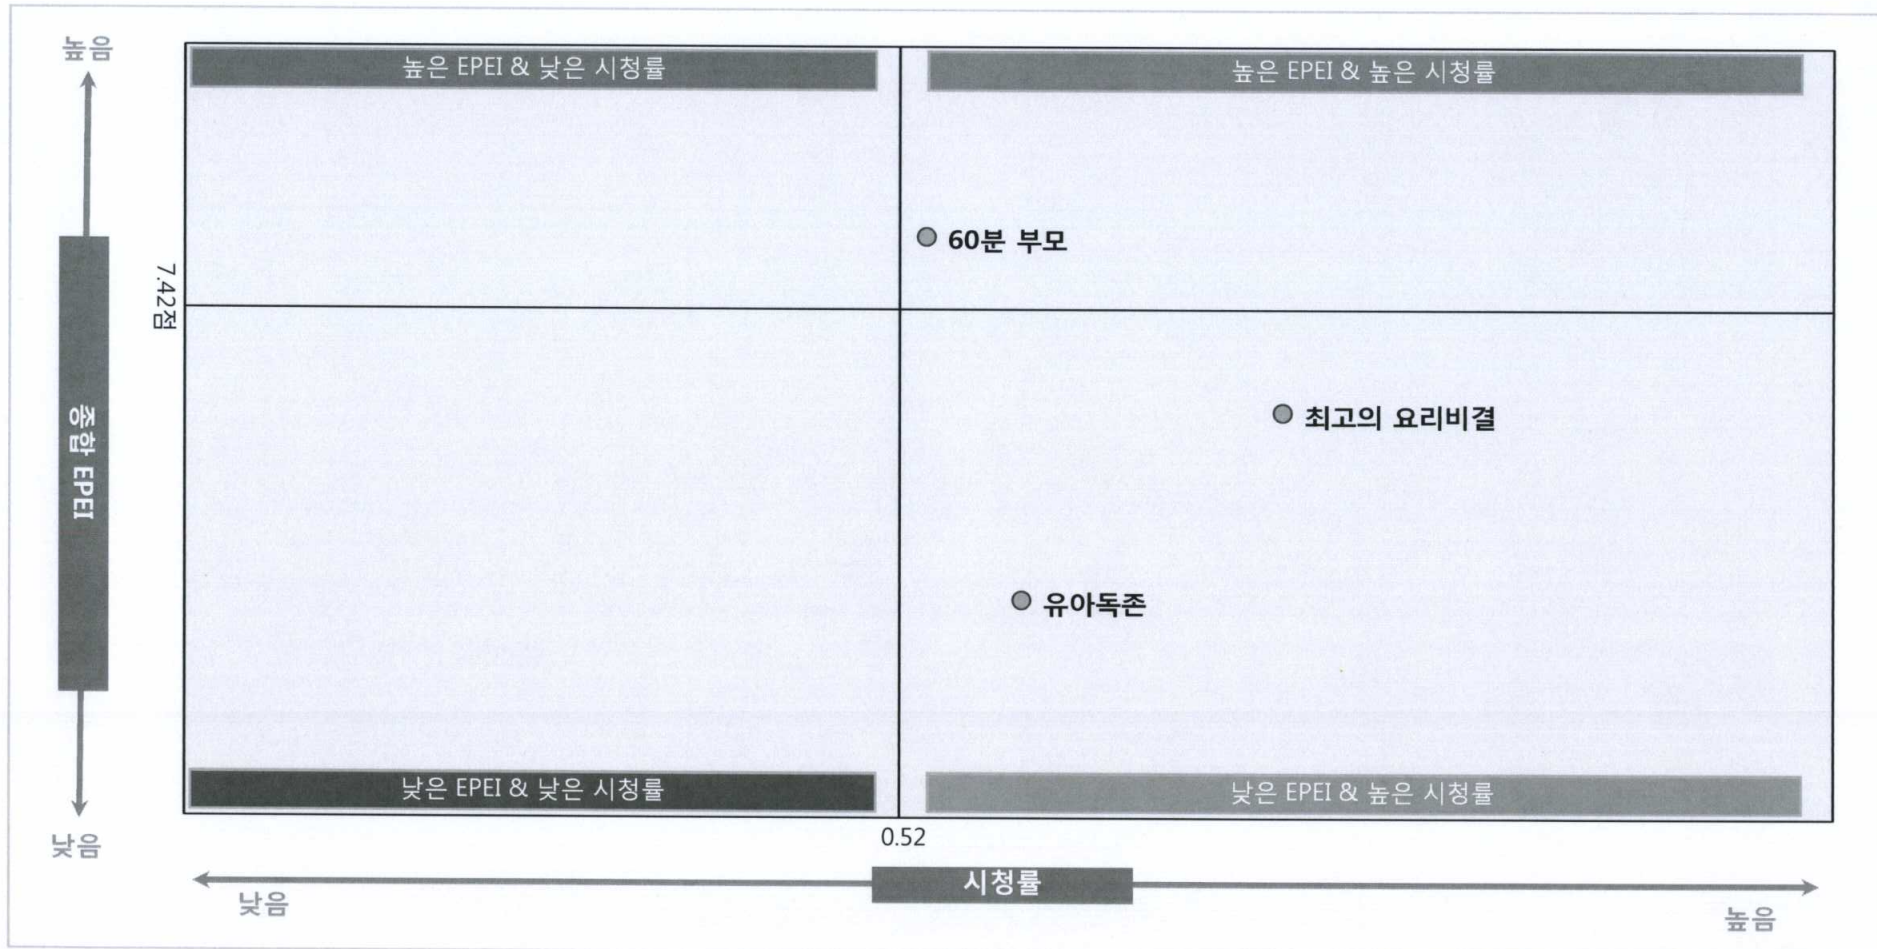 높음
높은 EPEI & 낮은 시청률
높은 EPEI & 높은 시청률
60분 부모
7.42점
최고의 요리비결
종합 EPEI
유아독존
낮은 EPEI & 낮은 시청률
낮은 EPEI & 높은 시청률
낮음
0.52
시청률
낮음
높음